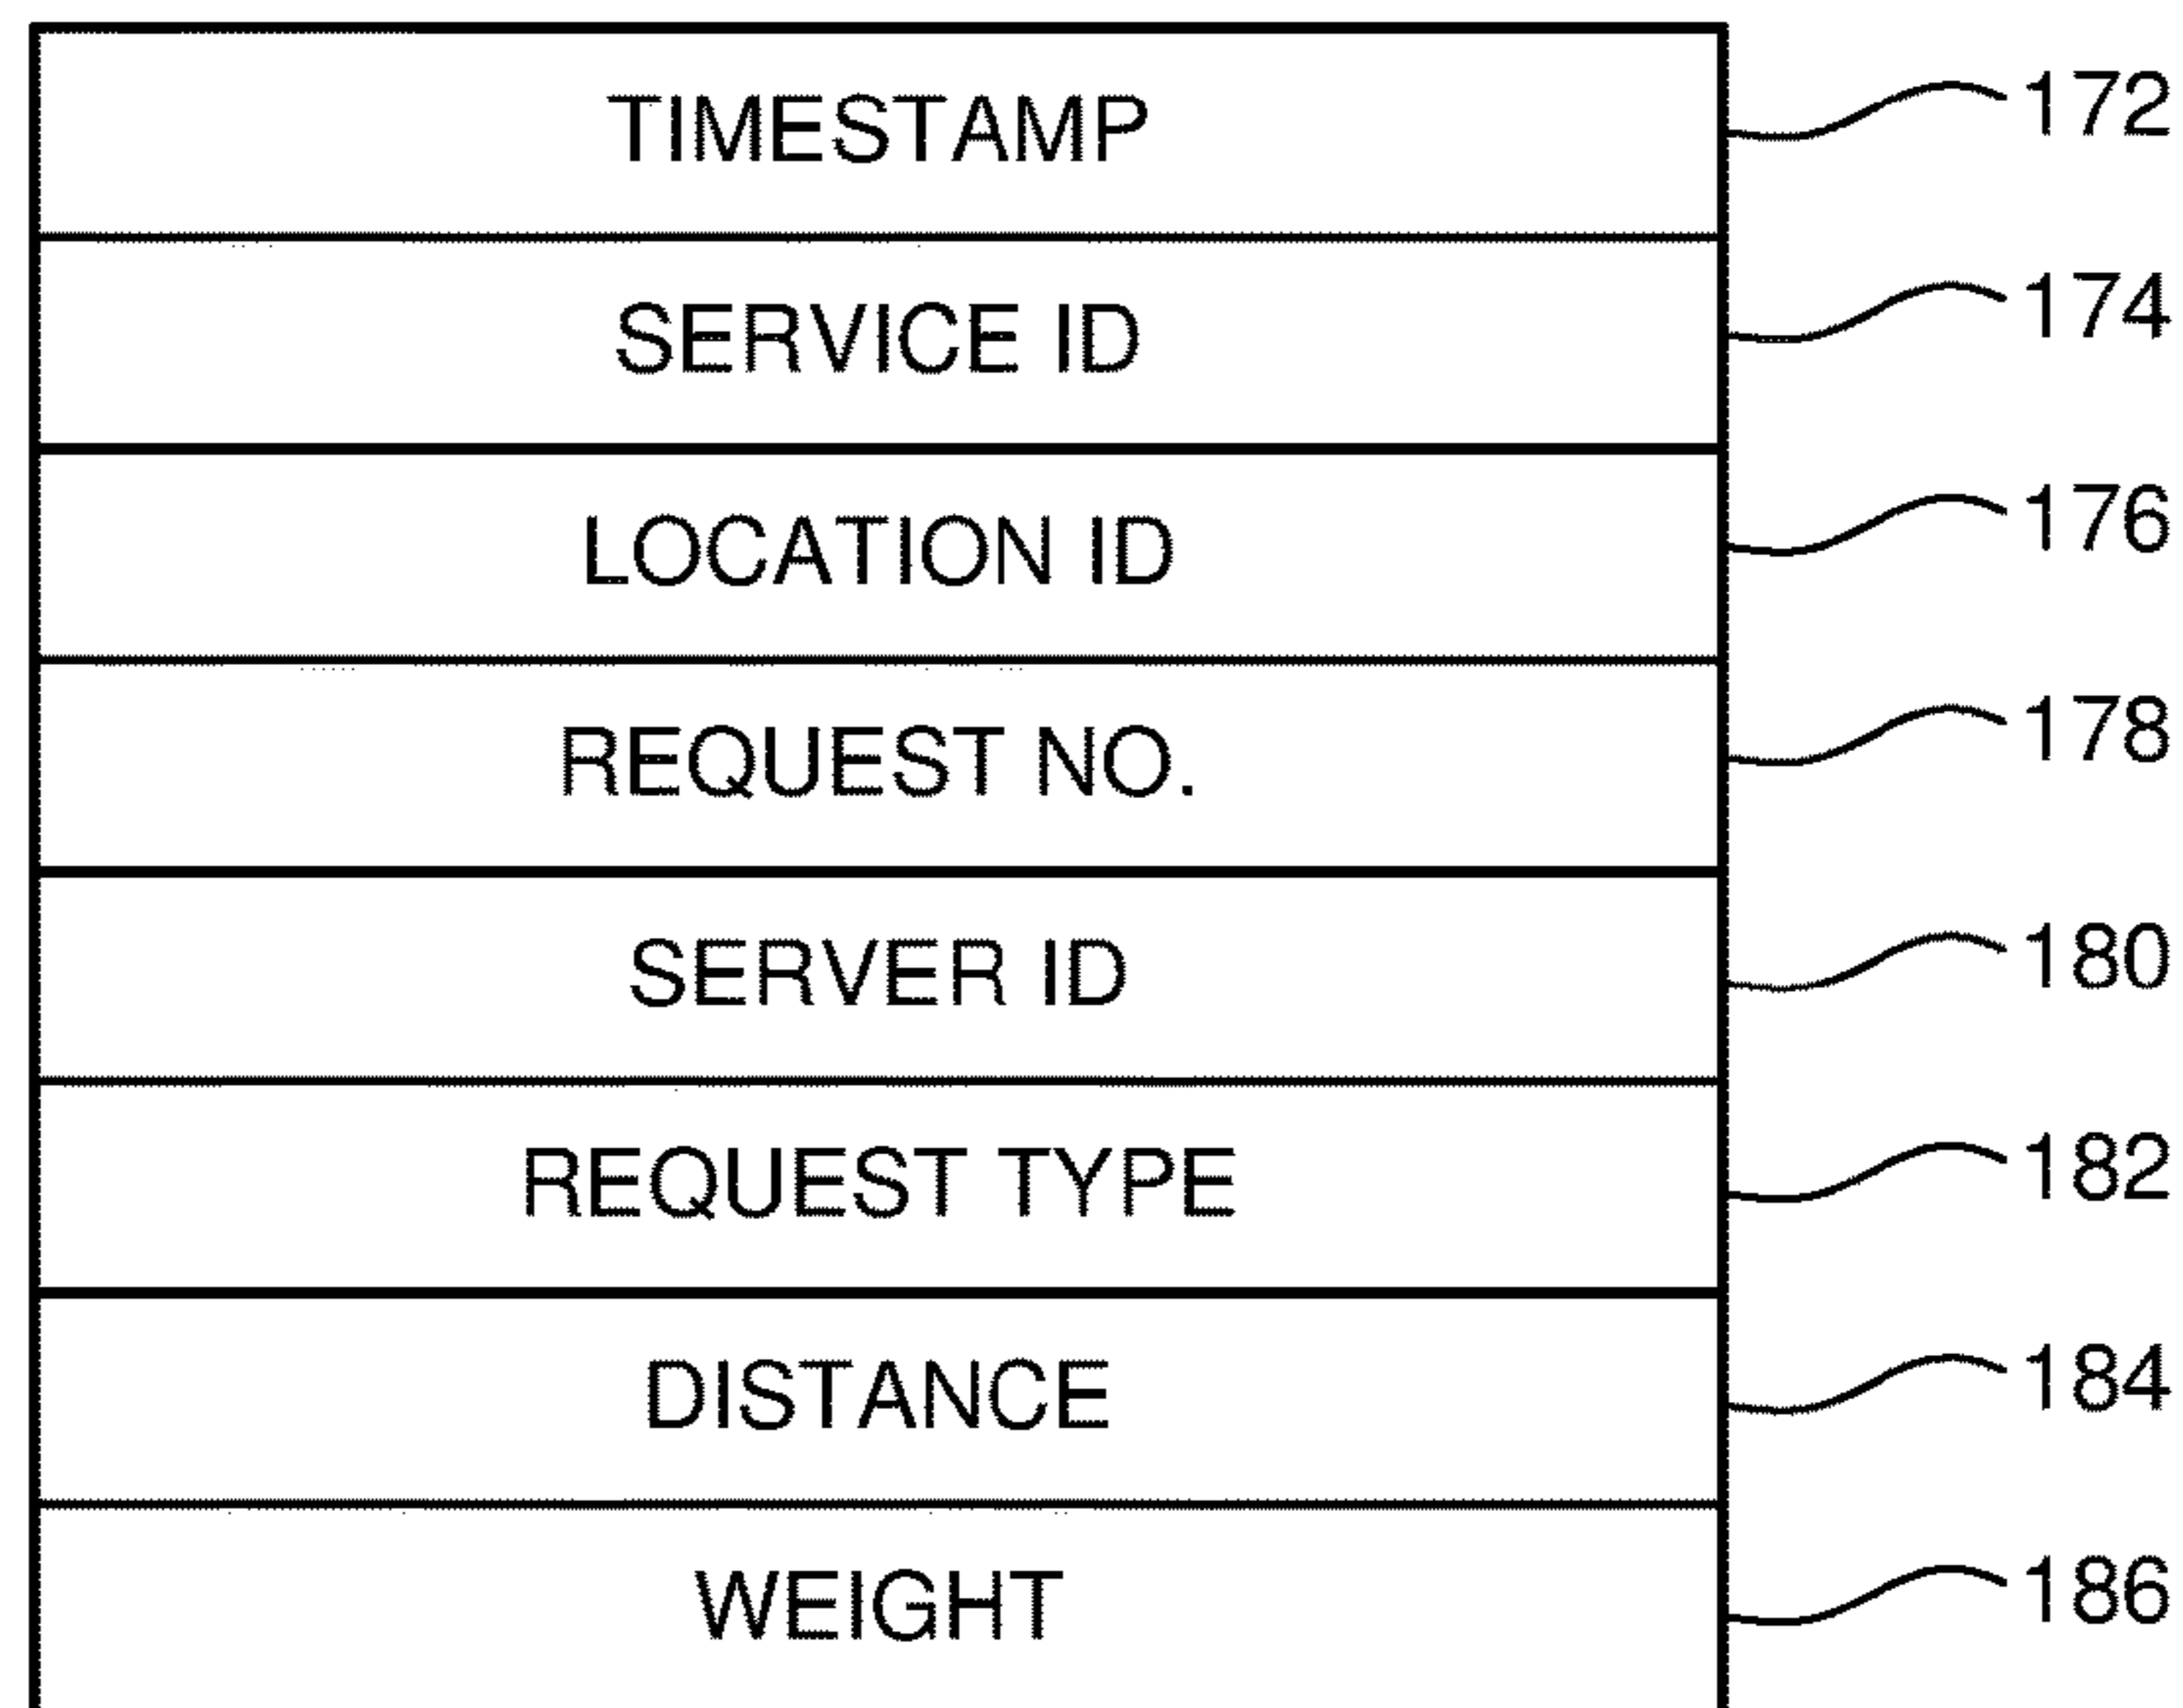 TIMESTAMP 172
SERVICE ID 174
LOCATION ID 176
REQUEST NO. 178
SERVER ID 180
REQUEST TYPE 182
DISTANCE 184
WEIGHT 186